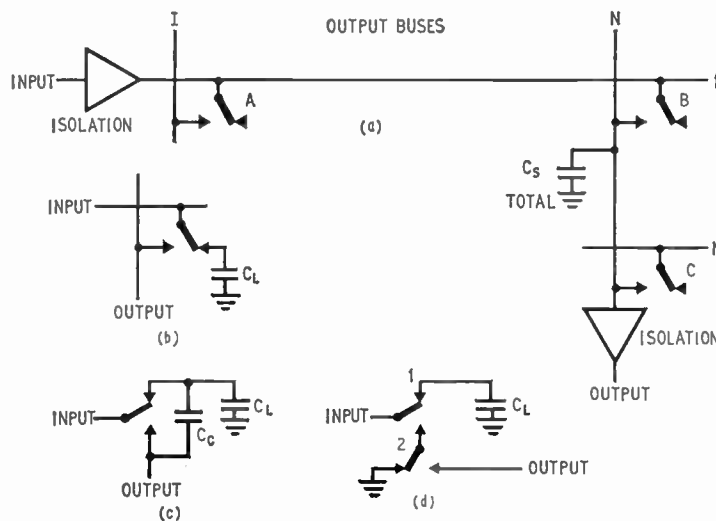 I
OUTPUT BUSES
N
INPUT
ISOLATION
A
(a)
B
1
CS
TOTAL
INPUT
CL
OUTPUT
(b)
C
ISOLATION
OUTPUT
INPUT
CC
CL
OUTPUT
(c)
1
INPUT
CL
2
OUTPUT
(d)